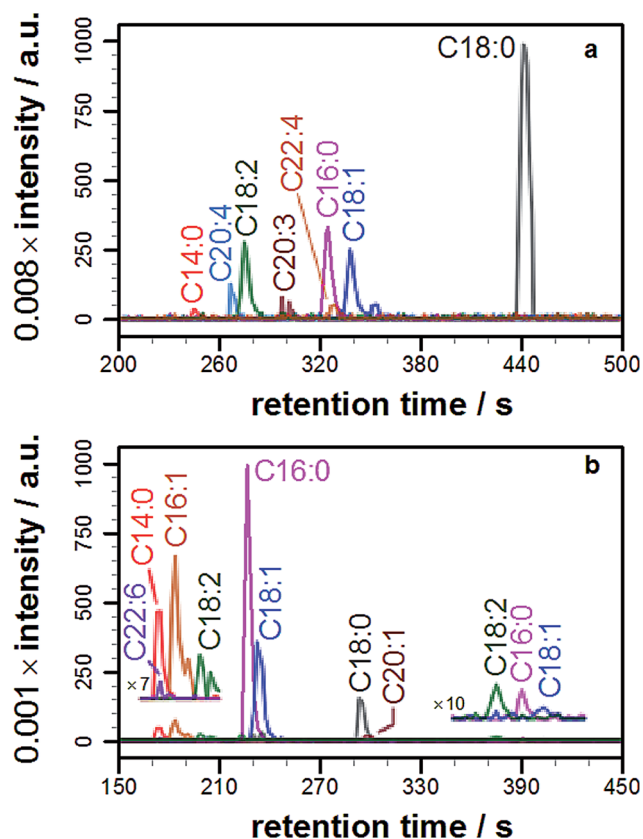 a
0.008 × intensity / a.u.
1000
750
500
250
0
C14:0
C20:4
C18:2
C20:3
C22:4
C16:0
C18:1
C18:0
200 260 320 380 440 500
retention time / s
b
0.001 × intensity / a.u.
1000
750
500
250
0
C22:6
C14:0
C16:1
C18:2
C16:0
C18:1
C18:0
C20:1
C18:2
C16:0
C18:1
×7
×10
150 210 270 330 390 450
retention time / s